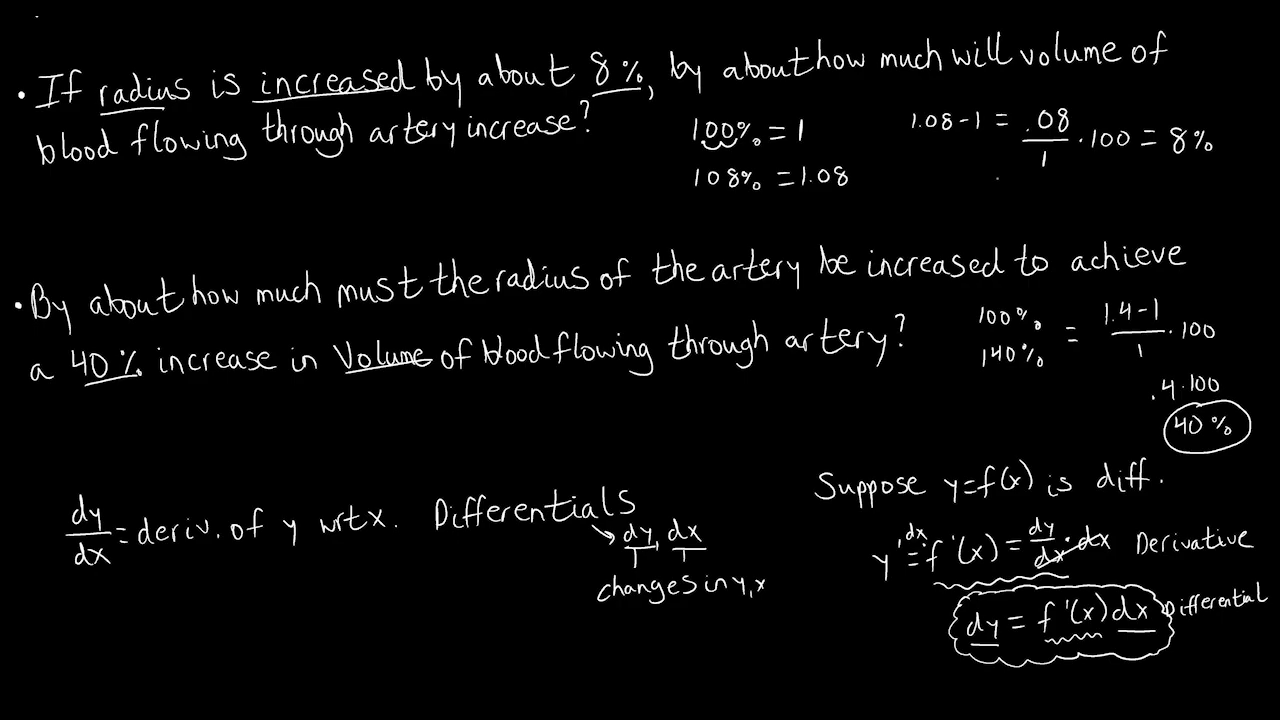 • If radius is increased by about 8%, by about how much will volume of
blood flowing through artery increase?
100% = 1
108% = 1.08
1.08 - 1 = .08/1 · 100 = 8%
• By about how much must the radius of the artery be increased to achieve
a 40% increase in Volume of blood flowing through artery?
100%
140%
= (1.4 - 1)/1 · 100
.4 · 100
40%
dy/dx = deriv. of y wrt x. Differentials
dy, dx
changes in y, x
Suppose y=f(x) is diff.
y' = f'(x) = dy/dx · dx Derivative
dx
dy = f'(x) dx Differential